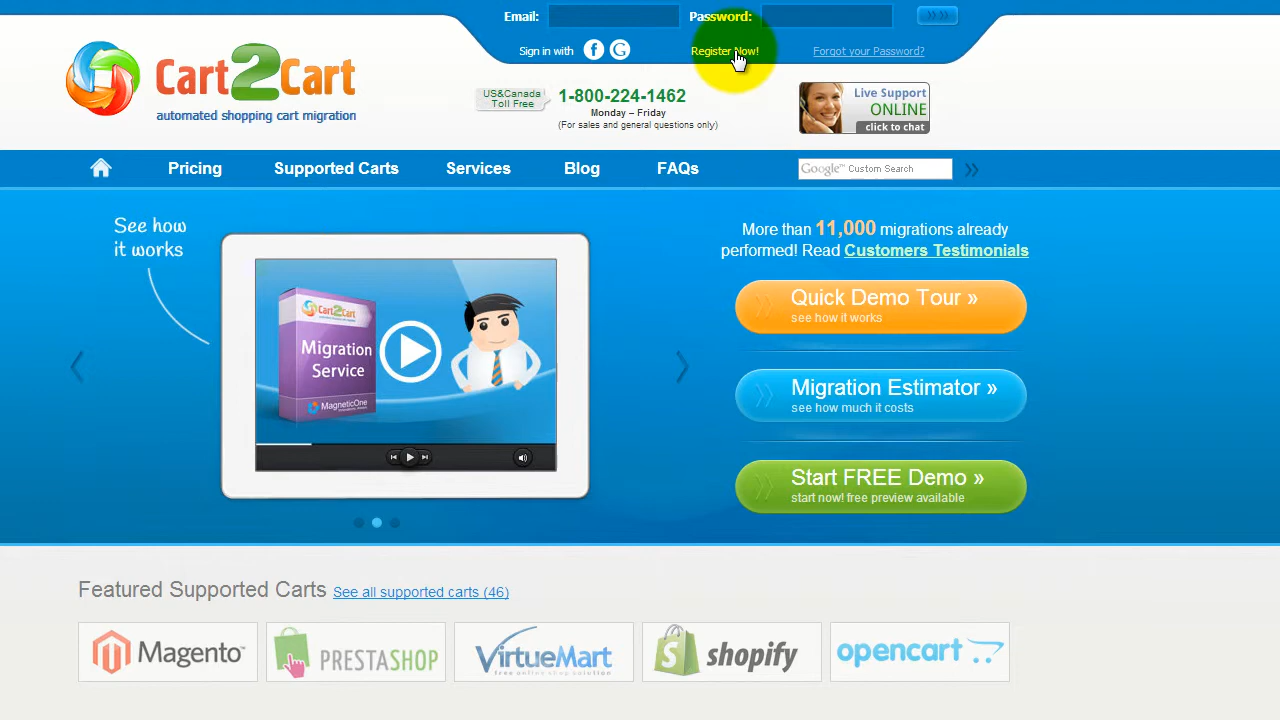 Email:
Password:
Sign in with
Register Now!
Forgot your Password?
Cart2Cart
automated shopping cart migration
US&Canada
Toll Free
1-800-224-1462
Monday – Friday
(For sales and general questions only)
Live Support
ONLINE
click to chat
Pricing
Supported Carts
Services
Blog
FAQs
Google™ Custom Search
See how
it works
Cart2Cart
Migration
Service
MagneticOne
More than 11,000 migrations already
performed! Read Customers Testimonials
Quick Demo Tour »
see how it works
Migration Estimator »
see how much it costs
Start FREE Demo »
start now! free preview available
Featured Supported Carts See all supported carts (46)
Magento
PRESTASHOP
VirtueMart
free online shop solution
shopify
opencart